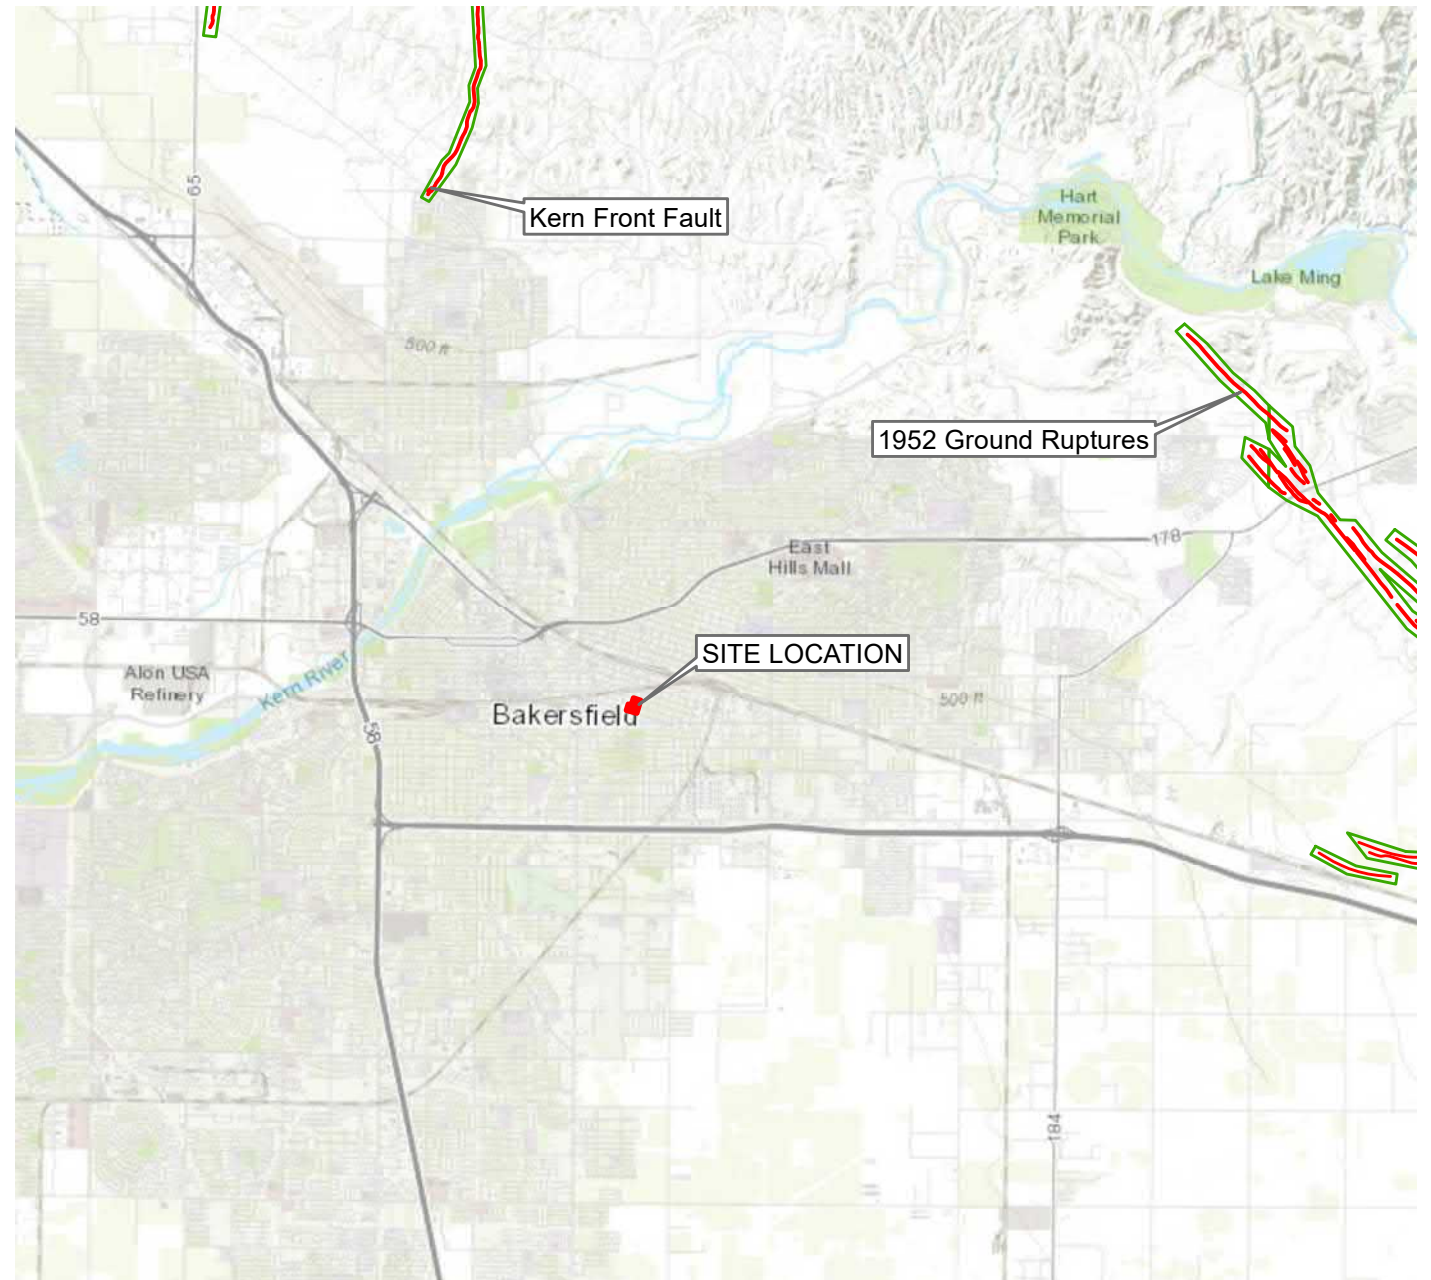 65
Kern Front Fault
Hart
Memorial
Park
Lake Ming
500 ft
1952 Ground Ruptures
178
East
Hills Mall
58
SITE LOCATION
Alon USA
Refinery
Kern River
500 ft
Bakersfield
58
184